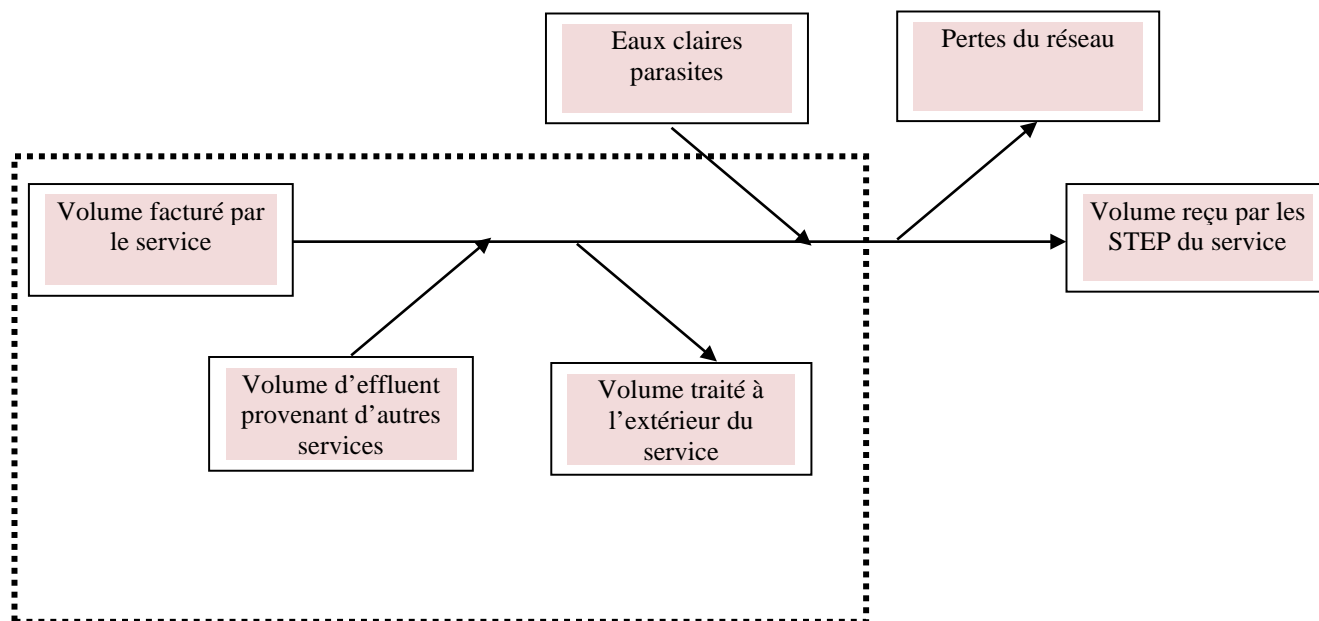 Eaux claires
parasites
Pertes du réseau
Volume facturé par
le service
Volume reçu par les
STEP du service
Volume d’effluent
provenant d’autres
services
Volume traité à
l’extérieur du
service